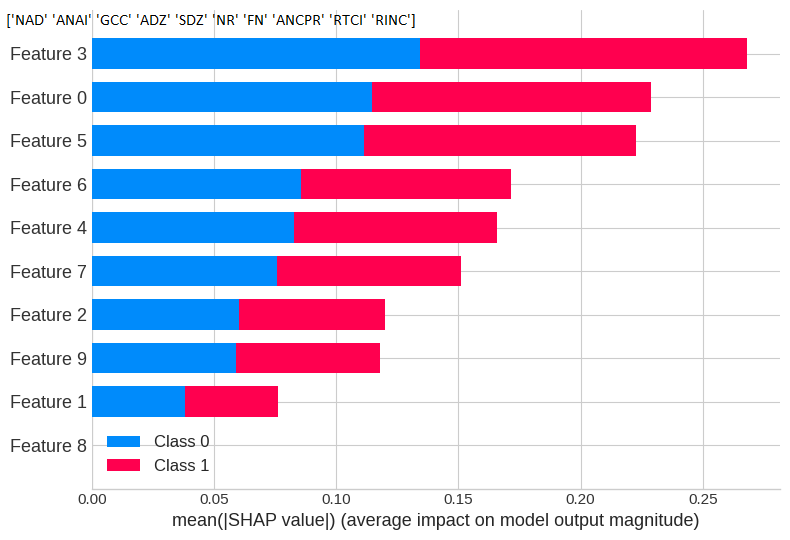 ['NAD' 'ANAI' 'GCC' 'ADZ' 'SDZ' 'NR' 'FN' 'ANCPR' 'RTCI' 'RINC']
Feature 3
Feature 0
Feature 5
Feature 6
Feature 4
Feature 7
Feature 2
Feature 9
Feature 1
Feature 8
Class 0
Class 1
0.00 0.05 0.10 0.15 0.20 0.25
mean(|SHAP value|) (average impact on model output magnitude)